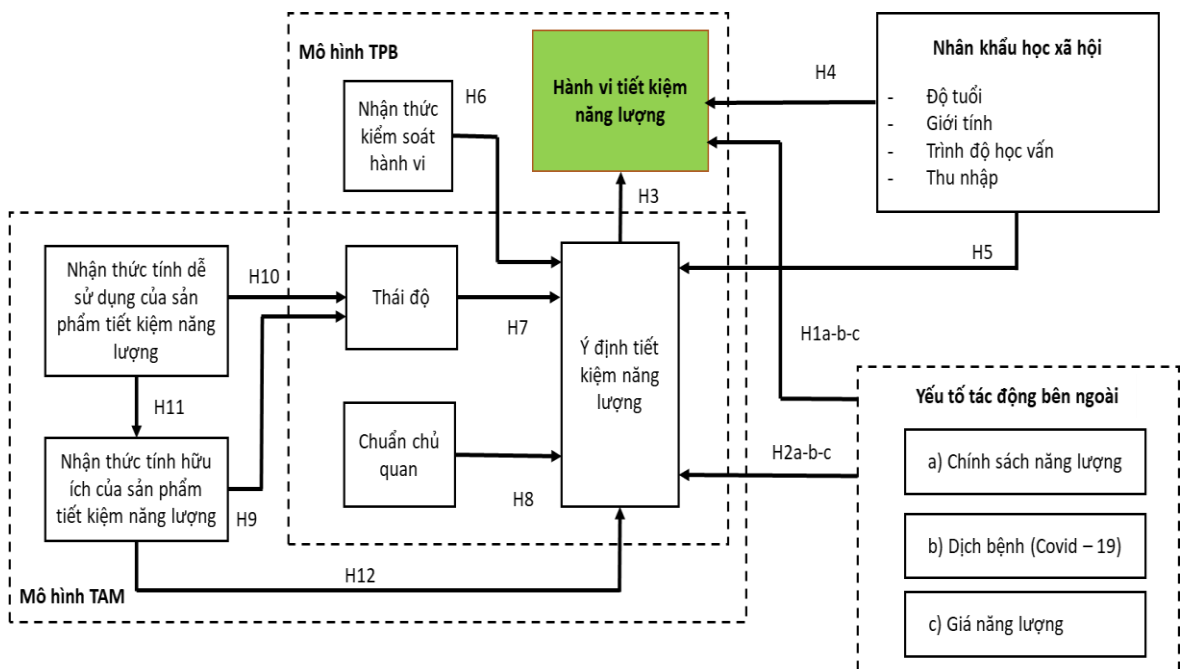 Mô hình TPB
Nhận thức
kiểm soát
hành vi
H6
Hành vi tiết kiệm
năng lượng
H4
Nhân khẩu học xã hội
- Độ tuổi
- Giới tính
- Trình độ học vấn
- Thu nhập
H3
H5
Nhận thức tính dễ
sử dụng của sản
phẩm tiết kiệm năng
lượng
H10
Thái độ
H7
Ý định tiết
kiệm năng
lượng
H1a-b-c
H11
Nhận thức tính hữu
ích của sản phẩm
tiết kiệm năng lượng
H9
Chuẩn chủ
quan
H8
H2a-b-c
H12
Mô hình TAM
Yếu tố tác động bên ngoài
a) Chính sách năng lượng
b) Dịch bệnh (Covid – 19)
c) Giá năng lượng